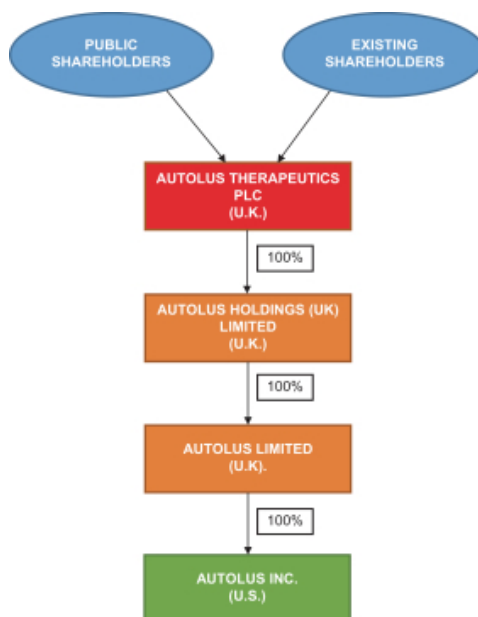 PUBLIC
SHAREHOLDERS
EXISTING
SHAREHOLDERS
AUTOLUS THERAPEUTICS
PLC
(U.K.)
100%
AUTOLUS HOLDINGS (UK)
LIMITED
(U.K.)
100%
AUTOLUS LIMITED
(U.K).
100%
AUTOLUS INC.
(U.S.)